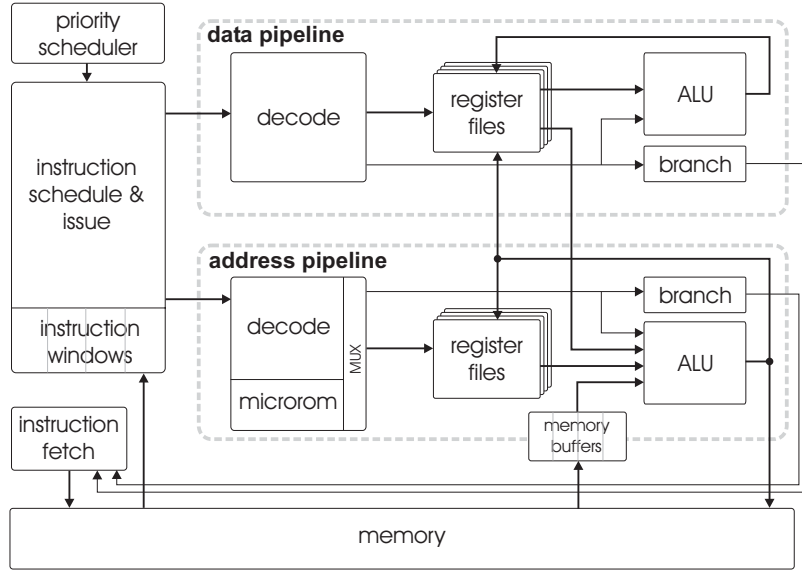 priority
scheduler
instruction
schedule &
issue
instruction
windows
instruction
fetch
data pipeline
decode
register
files
ALU
branch
address pipeline
decode
microrom
MUX
register
files
branch
ALU
memory
buffers
memory